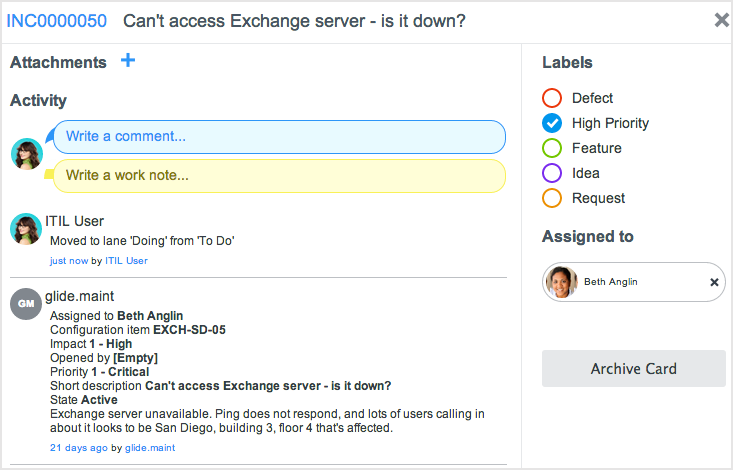 INC0000050 Can't access Exchange server - is it down?
Attachments
Activity
Write a comment...
Write a work note...
ITIL User
Moved to lane 'Doing' from 'To Do'
just now by ITIL User
GM glide.maint
Assigned to Beth Anglin
Configuration item EXCH-SD-05
Impact 1 - High
Opened by [Empty]
Priority 1 - Critical
Short description Can't access Exchange server - is it down?
State Active
Exchange server unavailable. Ping does not respond, and lots of users calling in
about it looks to be San Diego, building 3, floor 4 that's affected.
21 days ago by glide.maint
Labels
Defect
High Priority
Feature
Idea
Request
Assigned to
Beth Anglin
Archive Card